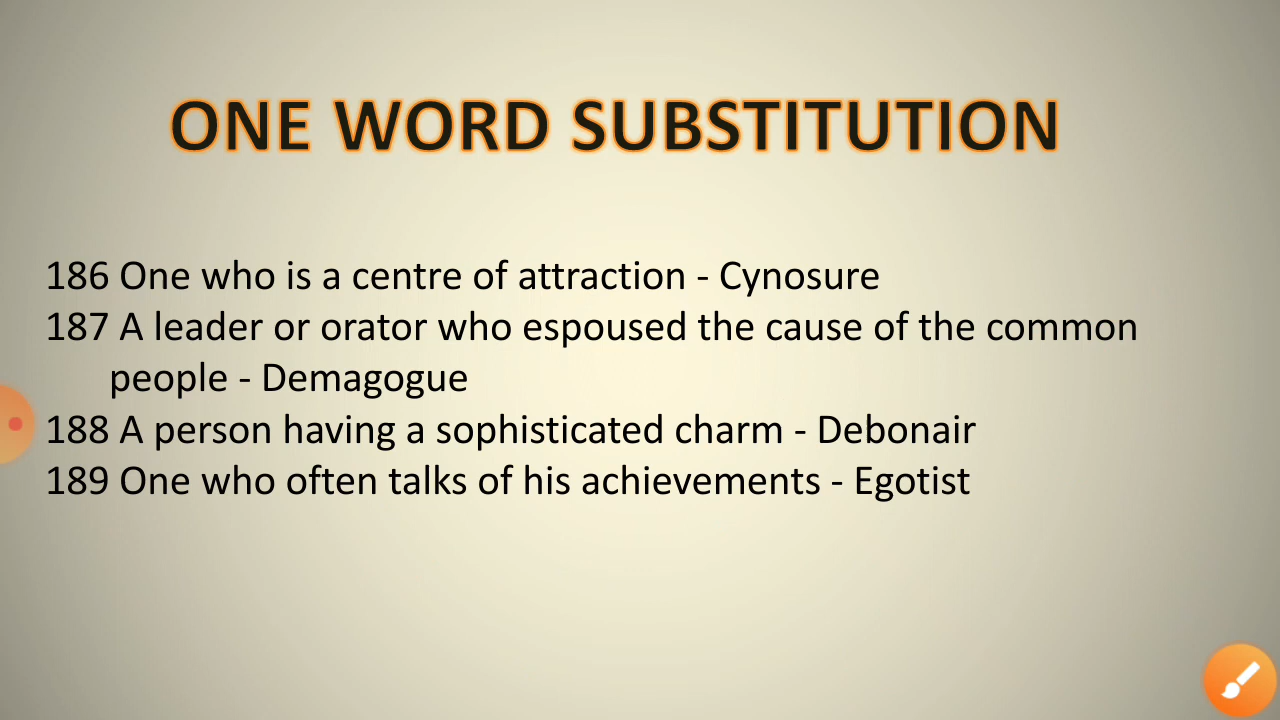 ONE WORD SUBSTITUTION
186 One who is a centre of attraction - Cynosure
187 A leader or orator who espoused the cause of the common
people - Demagogue
188 A person having a sophisticated charm - Debonair
189 One who often talks of his achievements - Egotist